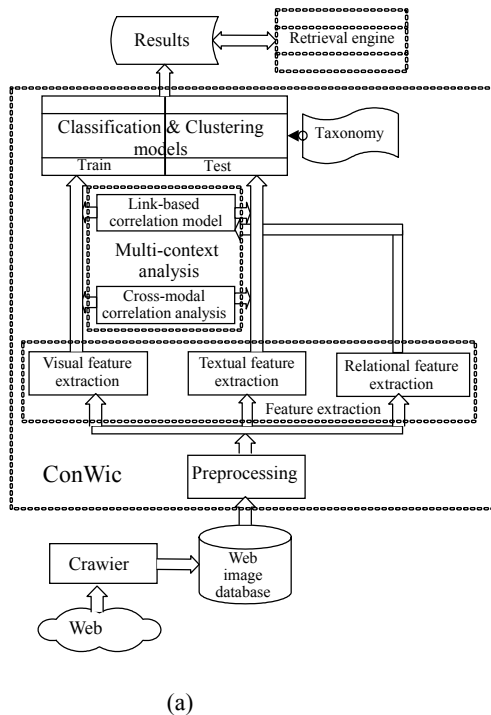 Results
Retrieval engine
Classification & Clustering
models
Train
Test
Taxonomy
Link-based
correlation model
Multi-context
analysis
Cross-modal
correlation analysis
Visual feature
extraction
Textual feature
extraction
Relational feature
extraction
Feature extraction
ConWic
Preprocessing
Crawier
Web
image
database
Web
(a)